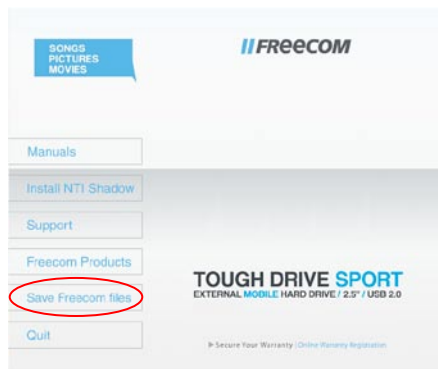 SONGS
PICTURES
MOVIES
//FREECOM
Manuals
Install NTI Shadow
Support
Freecom Products
Save Freecom files
Quit
TOUGH DRIVE SPORT
EXTERNAL MOBILE HARD DRIVE / 2.5" / USB 2.0
Secure Your Warranty | Online Warranty Registration